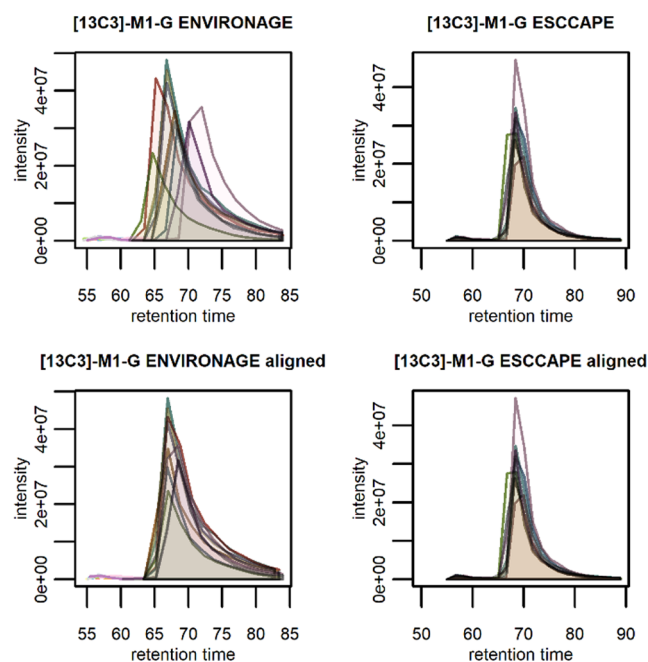 [13C3]-M1-G ENVIRONAGE
[13C3]-M1-G ESCCAPE
intensity
0e+00 2e+07 4e+07
55 60 65 70 75 80 85
retention time
intensity
0e+00 2e+07 4e+07
50 60 70 80 90
retention time
[13C3]-M1-G ENVIRONAGE aligned
[13C3]-M1-G ESCCAPE aligned
intensity
0e+00 2e+07 4e+07
55 60 65 70 75 80 85
retention time
intensity
0e+00 2e+07 4e+07
50 60 70 80 90
retention time